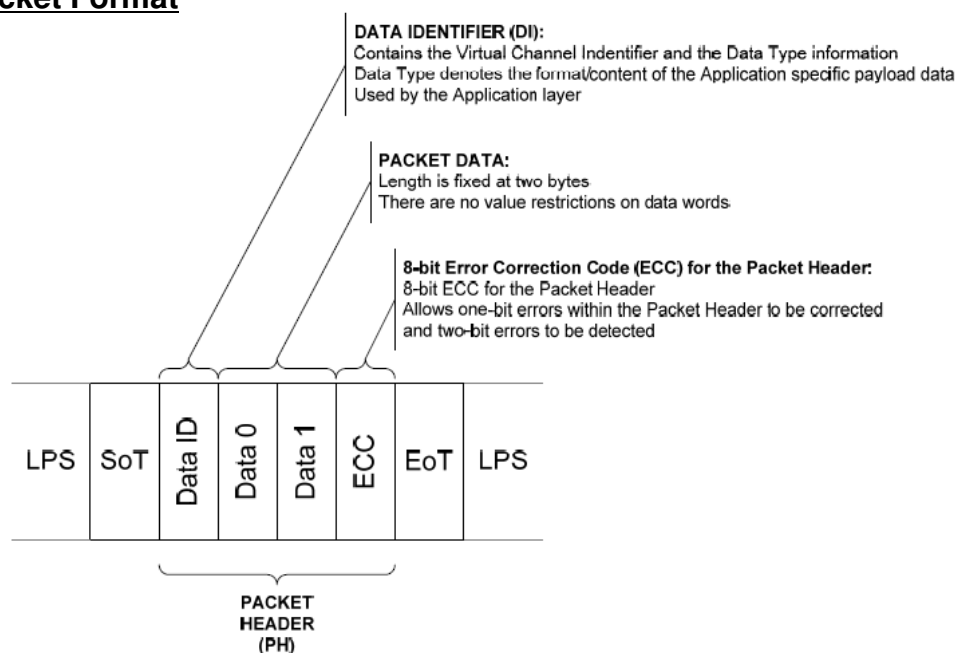 cket Format
DATA IDENTIFIER (DI):
Contains the Virtual Channel Indentifier and the Data Type information
Data Type denotes the format/content of the Application specific payload data
Used by the Application layer
PACKET DATA:
Length is fixed at two bytes
There are no value restrictions on data words
8-bit Error Correction Code (ECC) for the Packet Header:
8-bit ECC for the Packet Header
Allows one-bit errors within the Packet Header to be corrected
and two-bit errors to be detected
LPS
SoT
Data ID
Data 0
Data 1
ECC
EoT
LPS
PACKET
HEADER
(PH)